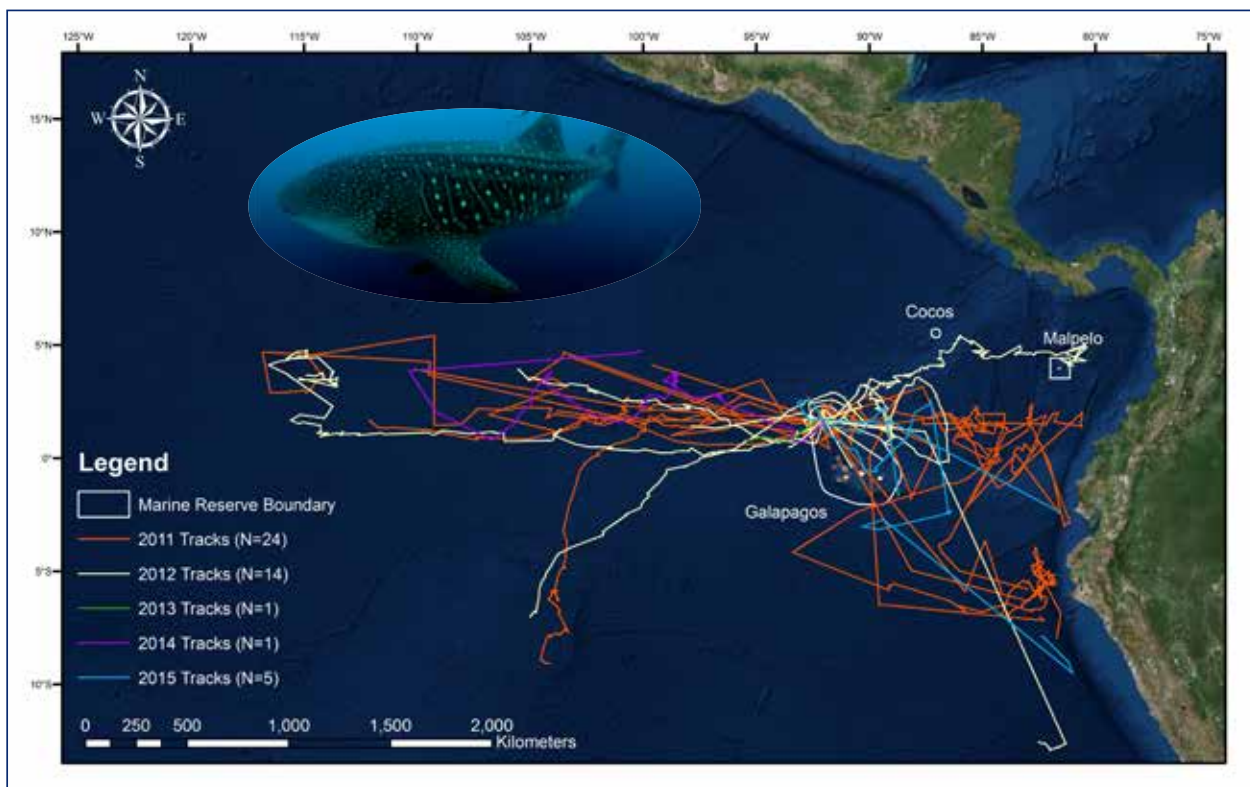 125°W 120°W 115°W 110°W 105°W 100°W 95°W 90°W 85°W 80°W 75°W
N
W E
S
15°N
10°N
5°N
0°
5°S
10°S
Cocos
Malpelo
Galapagos
Legend
Marine Reserve Boundary
2011 Tracks (N=24)
2012 Tracks (N=14)
2013 Tracks (N=1)
2014 Tracks (N=1)
2015 Tracks (N=5)
0 250 500 1,000 1,500 2,000
Kilometers